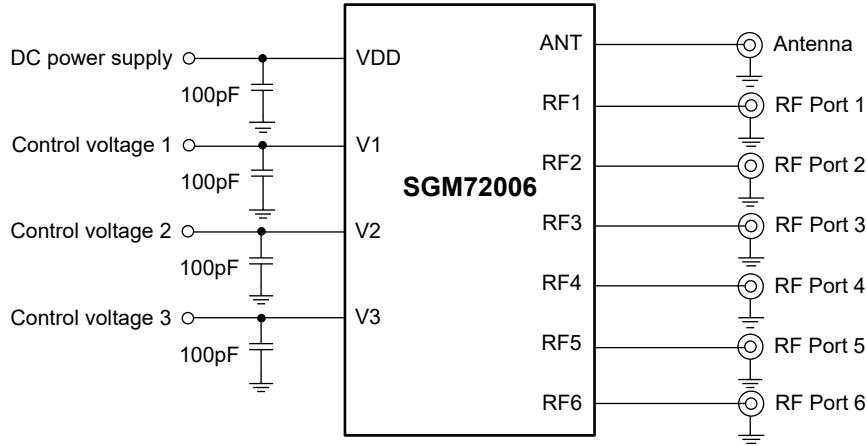 DC power supply
VDD
100pF
Control voltage 1
V1
100pF
Control voltage 2
V2
100pF
Control voltage 3
V3
100pF
SGM72006
ANT
Antenna
RF1
RF Port 1
RF2
RF Port 2
RF3
RF Port 3
RF4
RF Port 4
RF5
RF Port 5
RF6
RF Port 6